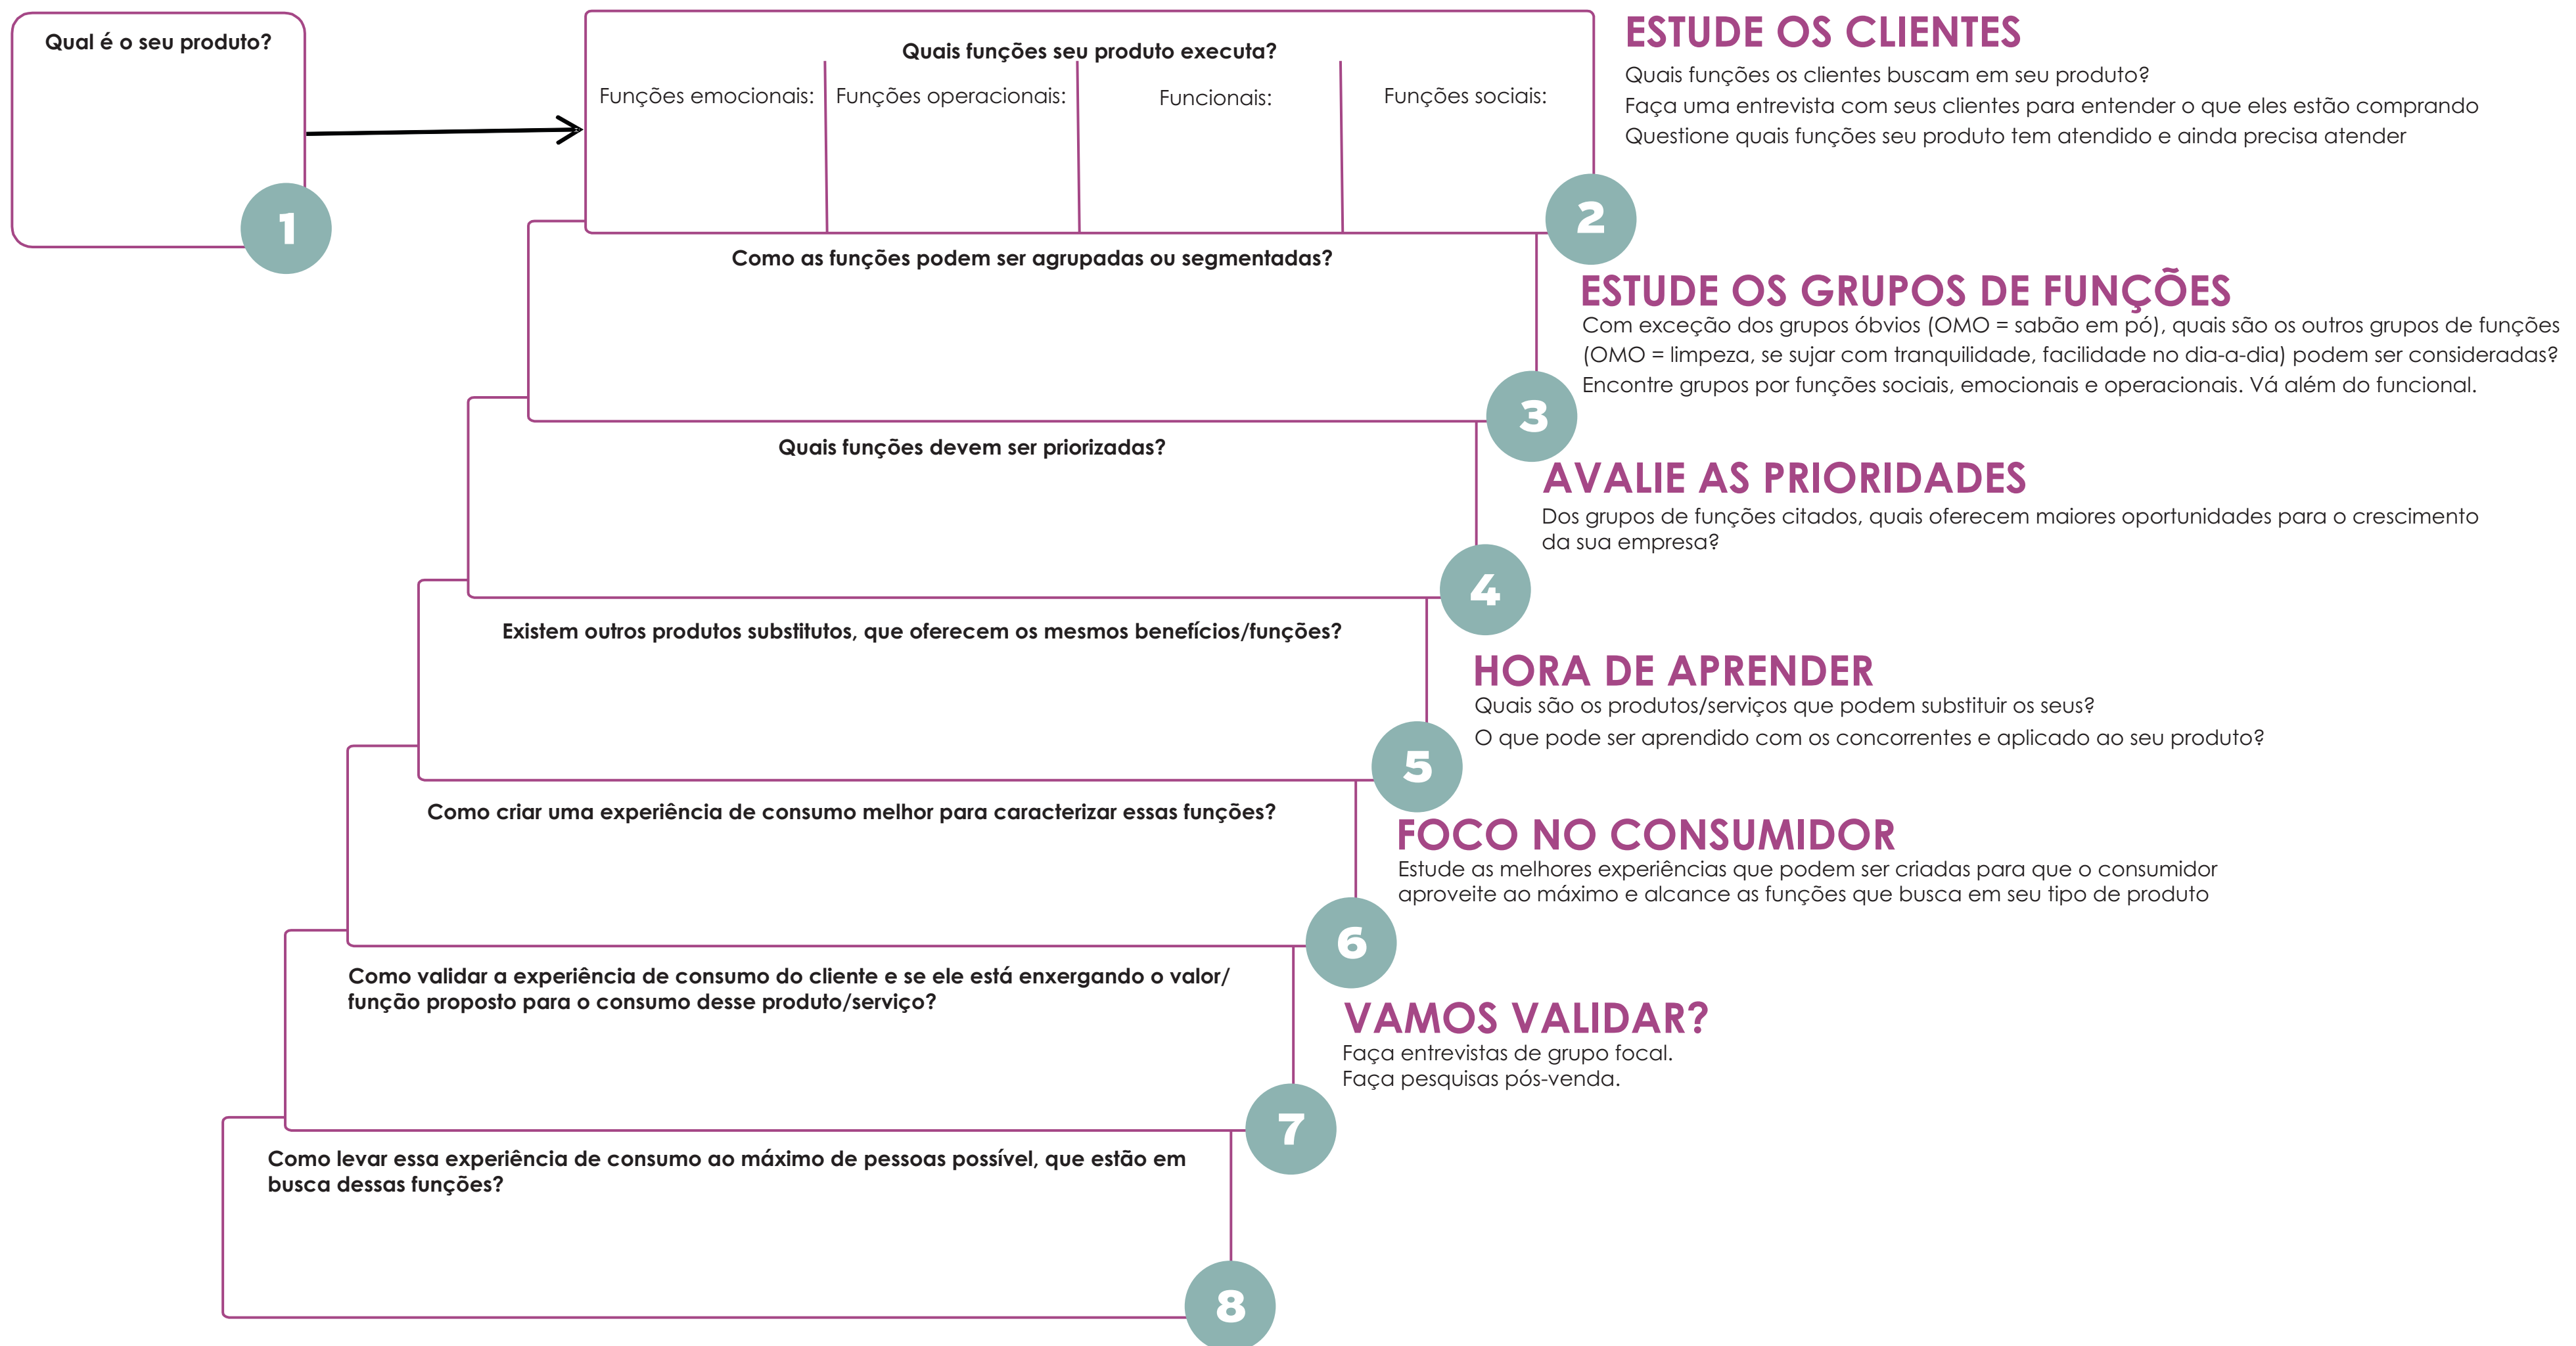 Qual é o seu produto?
1
Quais funções seu produto executa?
Funções emocionais:
Funções operacionais:
Funcionais:
Funções sociais:
2
ESTUDE OS CLIENTES
Quais funções os clientes buscam em seu produto?
Faça uma entrevista com seus clientes para entender o que eles estão comprando
Questione quais funções seu produto tem atendido e ainda precisa atender
Como as funções podem ser agrupadas ou segmentadas?
3
ESTUDE OS GRUPOS DE FUNÇÕES
Com exceção dos grupos óbvios (OMO = sabão em pó), quais são os outros grupos de funções
(OMO = limpeza, se sujar com tranquilidade, facilidade no dia-a-dia) podem ser consideradas?
Encontre grupos por funções sociais, emocionais e operacionais. Vá além do funcional.
Quais funções devem ser priorizadas?
4
AVALIE AS PRIORIDADES
Dos grupos de funções citados, quais oferecem maiores oportunidades para o crescimento
da sua empresa?
Existem outros produtos substitutos, que oferecem os mesmos benefícios/funções?
5
HORA DE APRENDER
Quais são os produtos/serviços que podem substituir os seus?
O que pode ser aprendido com os concorrentes e aplicado ao seu produto?
Como criar uma experiência de consumo melhor para caracterizar essas funções?
6
FOCO NO CONSUMIDOR
Estude as melhores experiências que podem ser criadas para que o consumidor
aproveite ao máximo e alcance as funções que busca em seu tipo de produto
Como validar a experiência de consumo do cliente e se ele está enxergando o valor/
função proposto para o consumo desse produto/serviço?
7
VAMOS VALIDAR?
Faça entrevistas de grupo focal.
Faça pesquisas pós-venda.
Como levar essa experiência de consumo ao máximo de pessoas possível, que estão em
busca dessas funções?
8